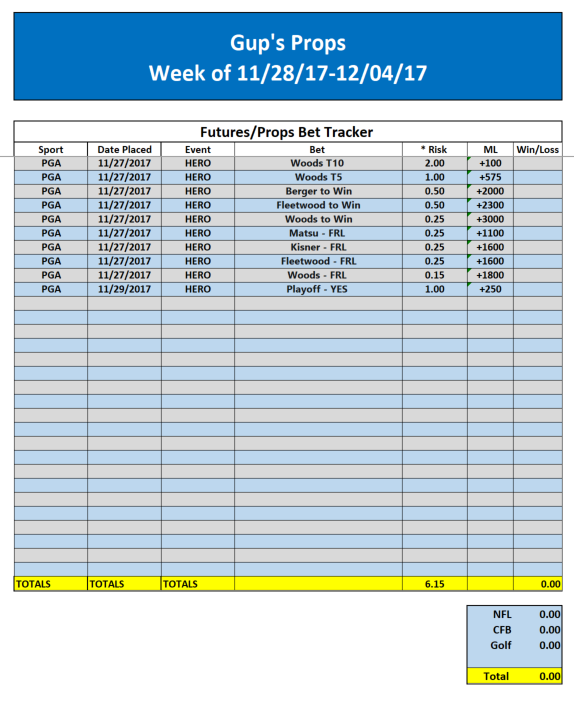 Gup's Props
Week of 11/28/17-12/04/17
Futures/Props Bet Tracker
Sport Date Placed Event Bet * Risk ML Win/Loss
PGA 11/27/2017 HERO Woods T10 2.00 +100
PGA 11/27/2017 HERO Woods T5 1.00 +575
PGA 11/27/2017 HERO Berger to Win 0.50 +2000
PGA 11/27/2017 HERO Fleetwood to Win 0.50 +2300
PGA 11/27/2017 HERO Woods to Win 0.25 +3000
PGA 11/27/2017 HERO Matsu - FRL 0.25 +1100
PGA 11/27/2017 HERO Kisner - FRL 0.25 +1600
PGA 11/27/2017 HERO Fleetwood - FRL 0.25 +1600
PGA 11/27/2017 HERO Woods - FRL 0.15 +1800
PGA 11/29/2017 HERO Playoff - YES 1.00 +250
TOTALS TOTALS TOTALS 6.15 0.00
NFL 0.00
CFB 0.00
Golf 0.00
Total 0.00